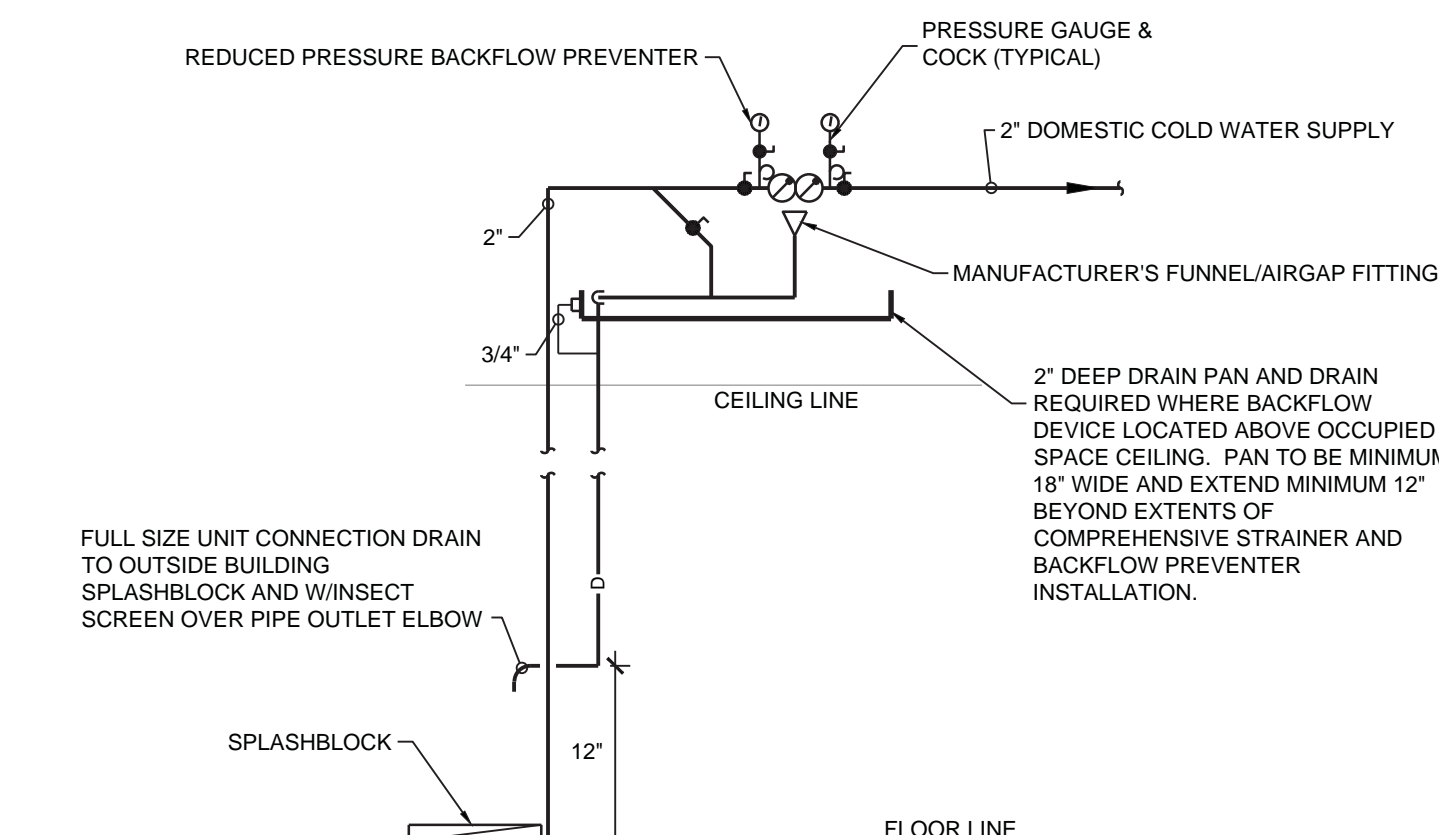 REDUCED PRESSURE BACKFLOW PREVENTER
PRESSURE GAUGE &
COCK (TYPICAL)
2" DOMESTIC COLD WATER SUPPLY
2"
MANUFACTURER'S FUNNEL/AIRGAP FITTING
3/4"
CEILING LINE
2" DEEP DRAIN PAN AND DRAIN
REQUIRED WHERE BACKFLOW
DEVICE LOCATED ABOVE OCCUPIED
SPACE CEILING. PAN TO BE MINIMUM
18" WIDE AND EXTEND MINIMUM 12"
BEYOND EXTENTS OF
COMPREHENSIVE STRAINER AND
BACKFLOW PREVENTER
INSTALLATION.
FULL SIZE UNIT CONNECTION DRAIN
TO OUTSIDE BUILDING
SPLASHBLOCK AND W/INSECT
SCREEN OVER PIPE OUTLET ELBOW
D
SPLASHBLOCK
12"
FLOOR LINE